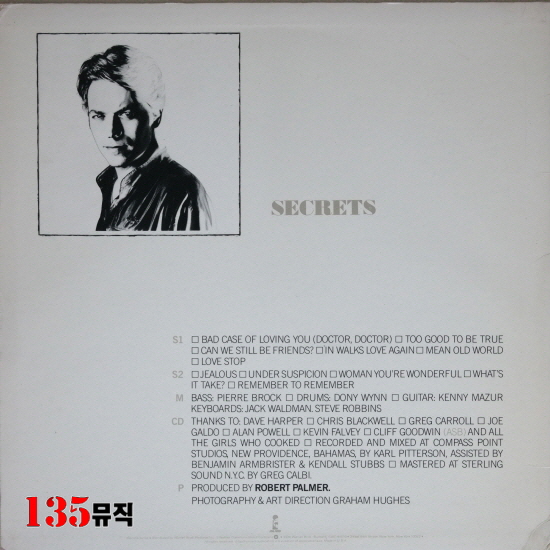 SECRETS
S1 □ BAD CASE OF LOVING YOU (DOCTOR, DOCTOR) □ TOO GOOD TO BE TRUE
□ CAN WE STILL BE FRIENDS? □ IN WALKS LOVE AGAIN □ MEAN OLD WORLD
□ LOVE STOP
S2 □ JEALOUS □ UNDER SUSPICION □ WOMAN YOU'RE WONDERFUL □ WHAT'S
IT TAKE? □ REMEMBER TO REMEMBER
M BASS: PIERRE BROCK □ DRUMS: DONY WYNN □ GUITAR: KENNY MAZUR
KEYBOARDS: JACK WALDMAN. STEVE ROBBINS
CD THANKS TO: DAVE HARPER □ CHRIS BLACKWELL □ GREG CARROLL □ JOE
GALDO □ ALAN POWELL □ KEVIN FALVEY □ CLIFF GOODWIN (ASB) AND ALL
THE GIRLS WHO COOKED □ RECORDED AND MIXED AT COMPASS POINT
STUDIOS, NEW PROVIDENCE, BAHAMAS, BY KARL PITTERSON, ASSISTED BY
BENJAMIN ARMBRISTER & KENDALL STUBBS □ MASTERED AT STERLING
SOUND N.Y.C. BY GREG CALBI.
P PRODUCED BY ROBERT PALMER.
PHOTOGRAPHY & ART DIRECTION GRAHAM HUGHES
135뮤직